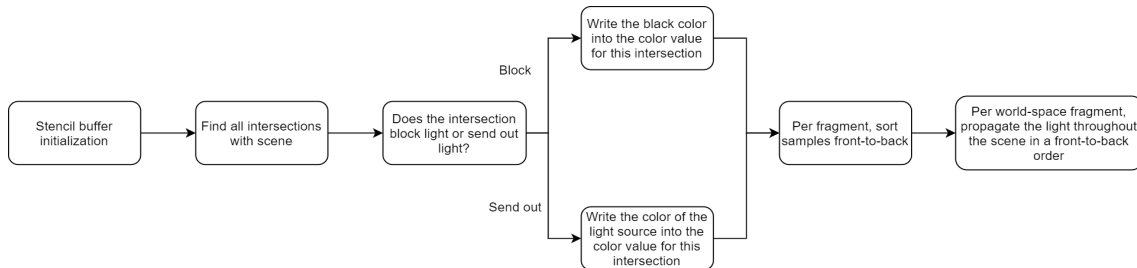 Stencil buffer
initialization
Find all intersections
with scene
Does the intersection
block light or send out
light?
Block
Write the black color
into the color value
for this intersection
Send out
Write the color of the
light source into the
color value for this
intersection
Per fragment, sort
samples front-to-back
Per world-space fragment,
propagate the light throughout
the scene in a front-to-back
order